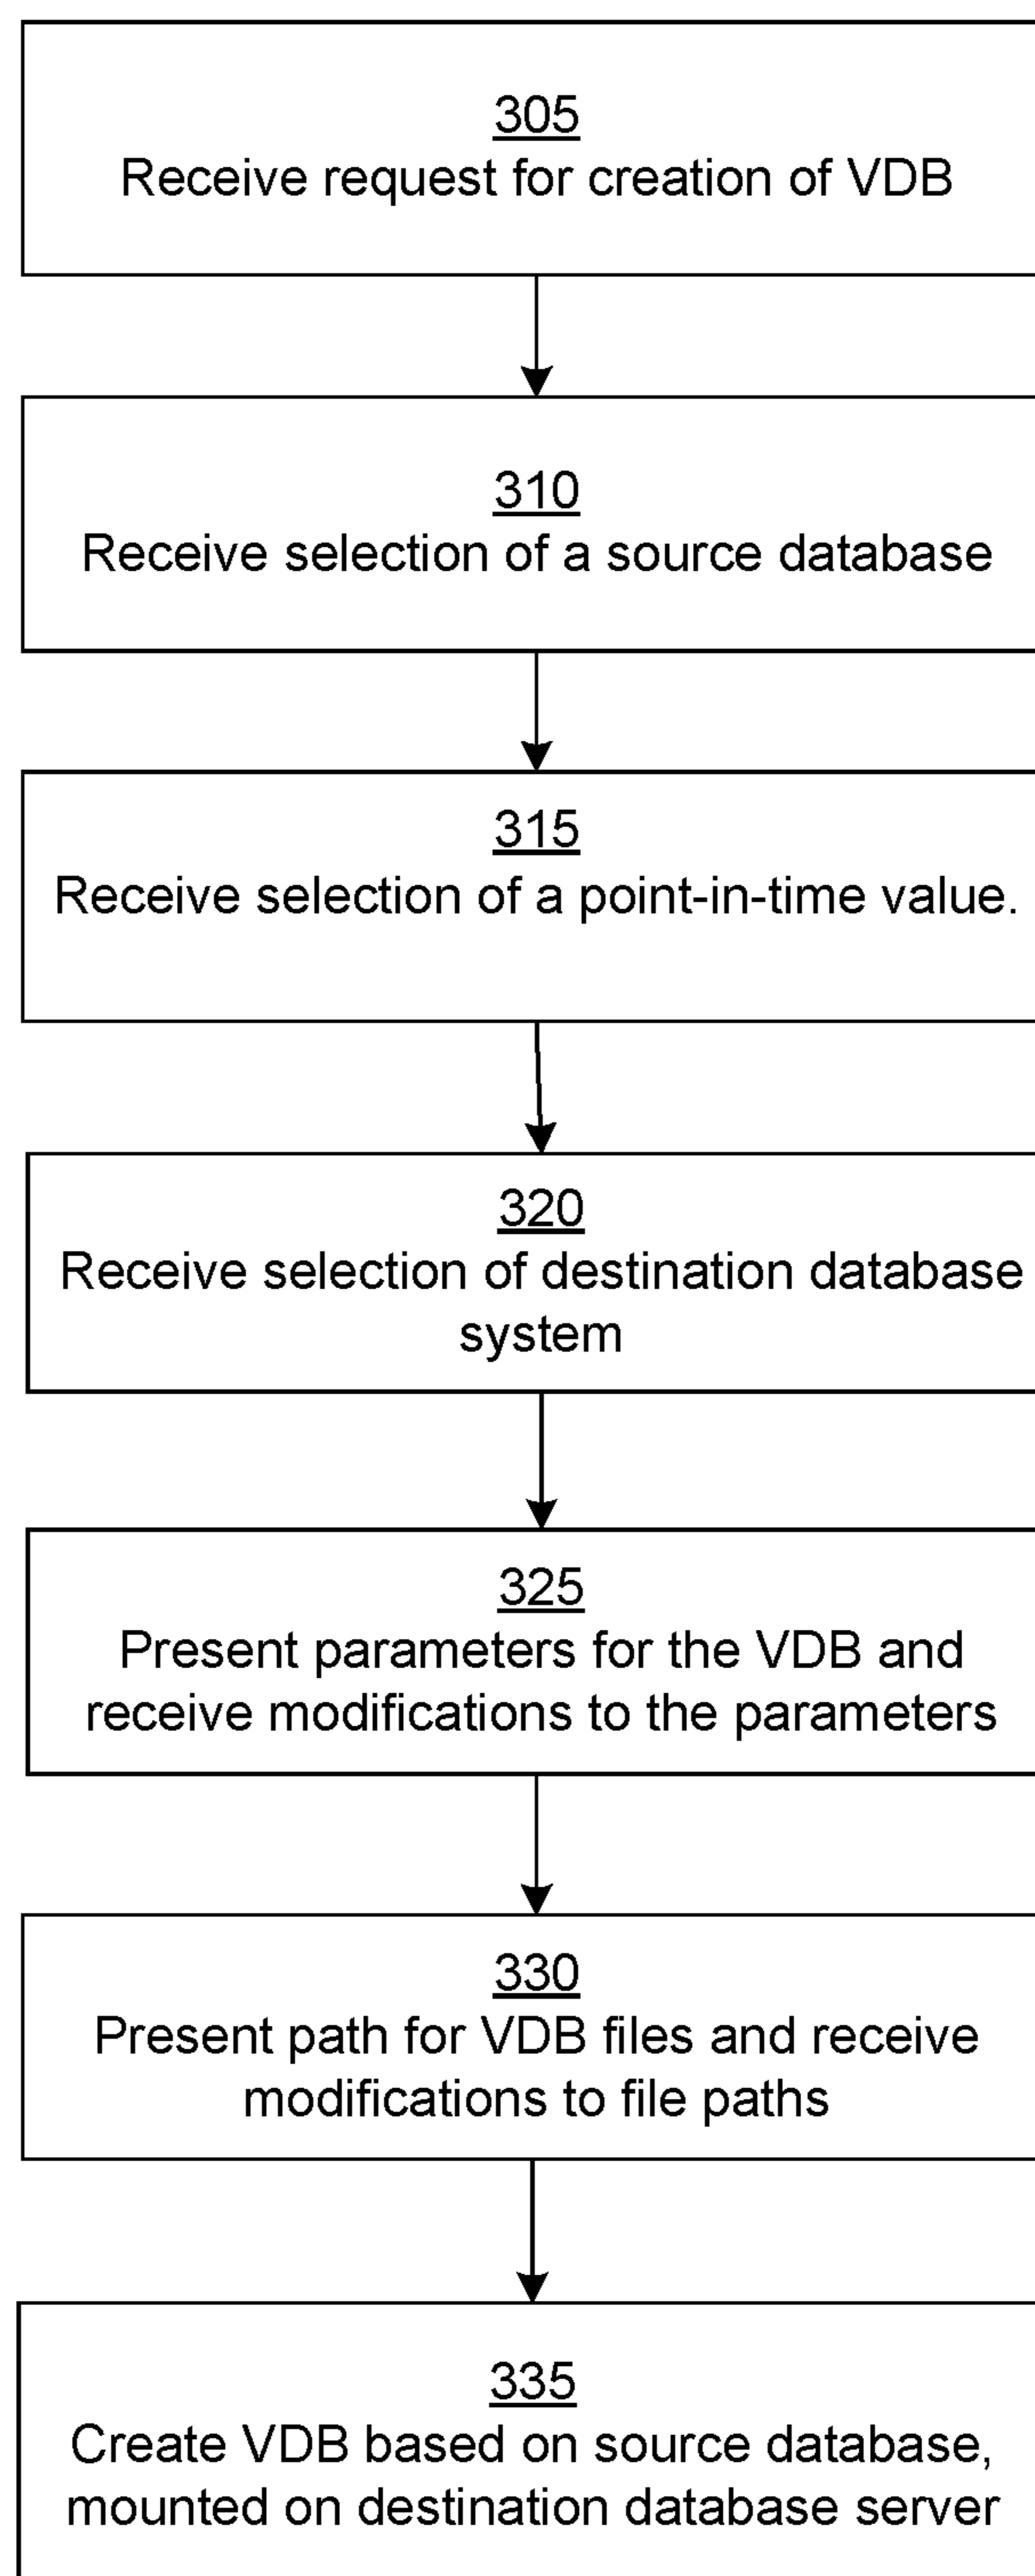 305
Receive request for creation of VDB
310
Receive selection of a source database
315
Receive selection of a point-in-time value.
320
Receive selection of destination database
system
325
Present parameters for the VDB and
receive modifications to the parameters
330
Present path for VDB files and receive
modifications to file paths
335
Create VDB based on source database,
mounted on destination database server